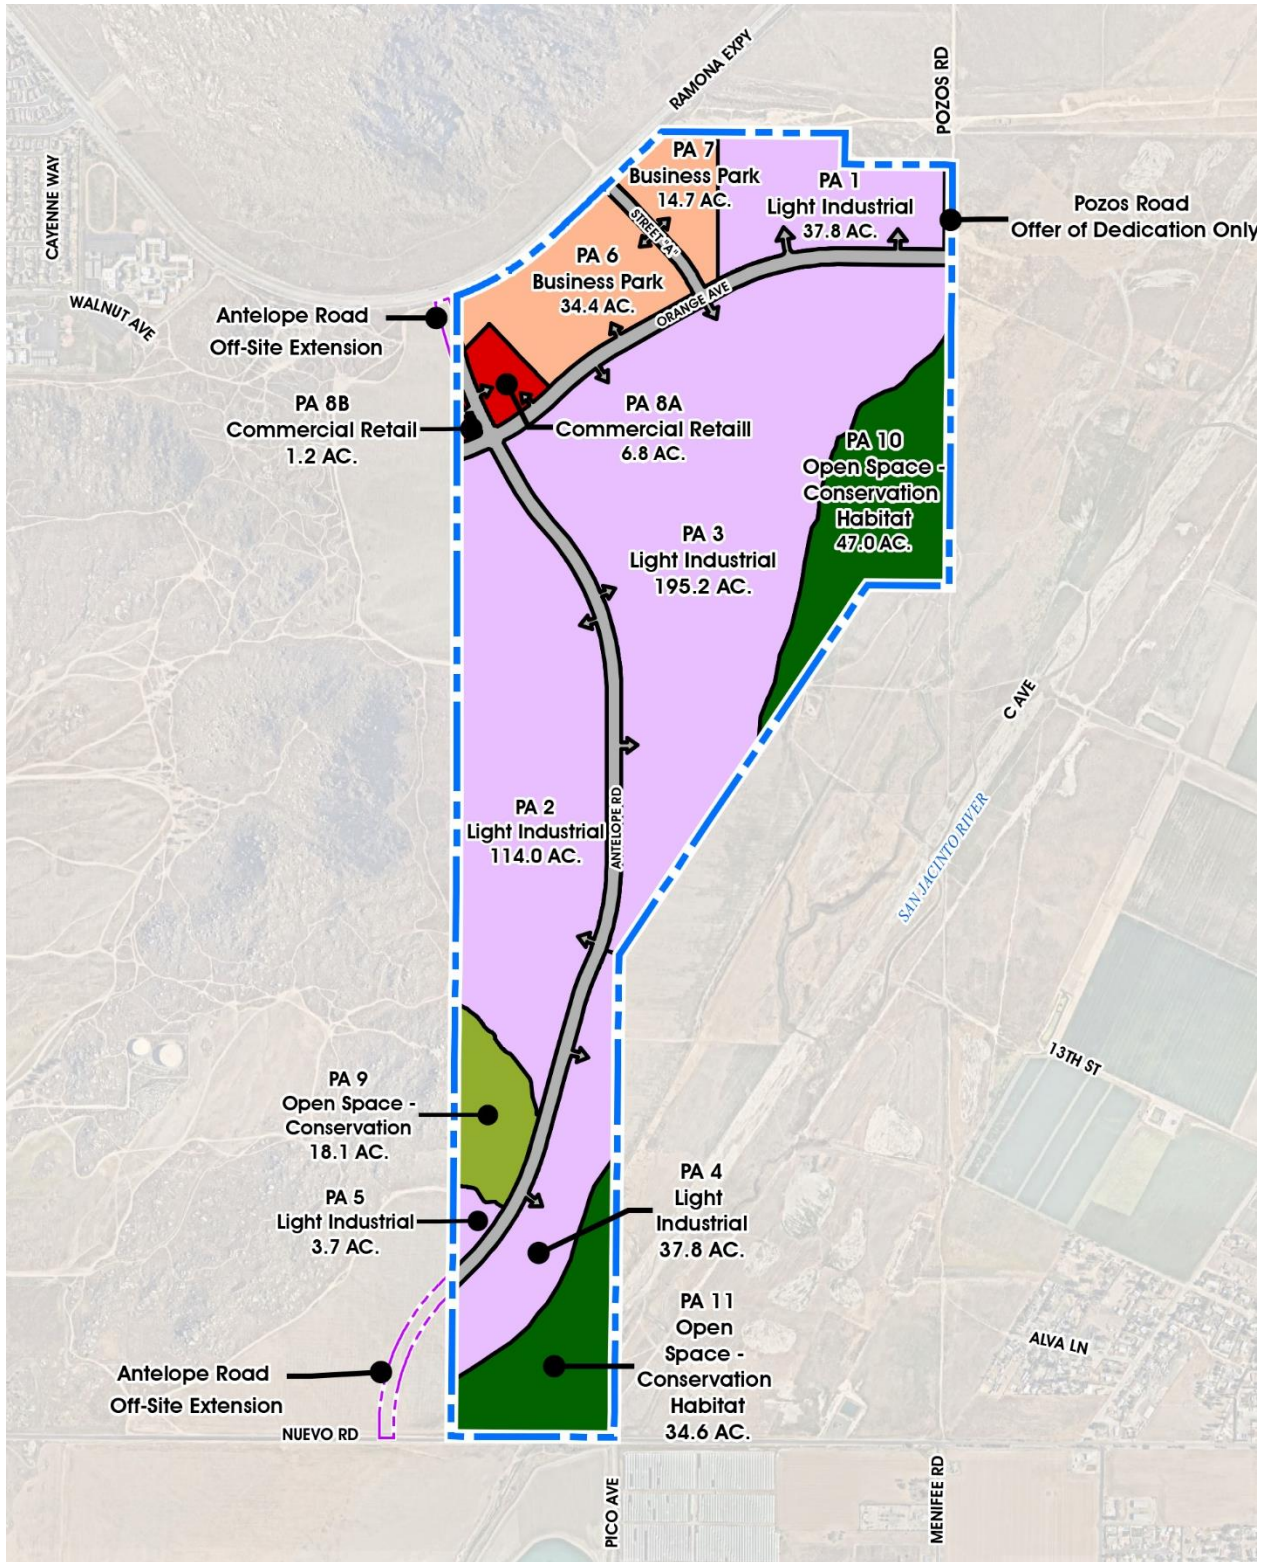 RAMONA EXPY
POZOS RD
CAYENNE WAY
WALNUT AVE
PA 7
Business Park
14.7 AC.
PA 1
Light Industrial
37.8 AC.
Pozos Road
Offer of Dedication Only
STREET "A"
PA 6
Business Park
34.4 AC.
ORANGE AVE
Antelope Road
Off-Site Extension
PA 8B
Commercial Retail
1.2 AC.
PA 8A
Commercial Retaill
6.8 AC.
PA 10
Open Space -
Conservation
Habitat
47.0 AC.
PA 3
Light Industrial
195.2 AC.
C AVE
SAN JACINTO RIVER
PA 2
Light Industrial
114.0 AC.
ANTELOPE RD
13TH ST
PA 9
Open Space -
Conservation
18.1 AC.
PA 5
Light Industrial
3.7 AC.
PA 4
Light
Industrial
37.8 AC.
PA 11
Open
Space -
Conservation
Habitat
34.6 AC.
ALVA LN
Antelope Road
Off-Site Extension
NUEVO RD
PICO AVE
MENIFEE RD